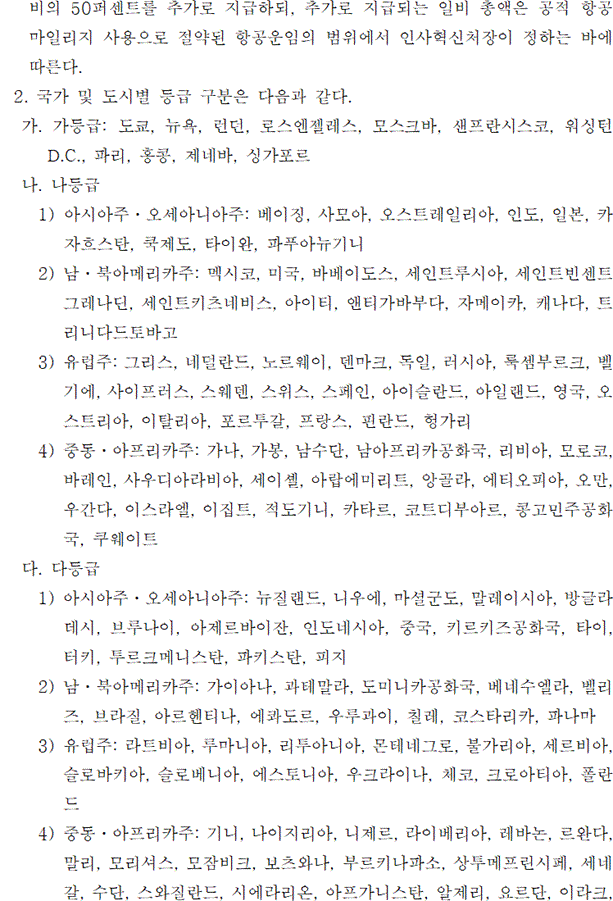 비의 50퍼센트를 추가로 지급하되, 추가로 지급되는 일비 총액은 공적 항공
마일리지 사용으로 절약된 항공운임의 범위에서 인사혁신처장이 정하는 바에
따른다.
2. 국가 및 도시별 등급 구분은 다음과 같다.
가. 가등급: 도쿄, 뉴욕, 런던, 로스엔젤레스, 모스크바, 샌프란시스코, 워싱턴
D.C., 파리, 홍콩, 제네바, 싱가포르
나. 나등급
1) 아시아주·오세아니아주: 베이징, 사모아, 오스트레일리아, 인도, 일본, 카
자흐스탄, 쿡제도, 타이완, 파푸아뉴기니
2) 남·북아메리카주: 멕시코, 미국, 바베이도스, 세인트루시아, 세인트빈센트
그레나딘, 세인트키츠네비스, 아이티, 앤티가바부다, 자메이카, 캐나다, 트
리니다드토바고
3) 유럽주: 그리스, 네덜란드, 노르웨이, 덴마크, 독일, 러시아, 룩셈부르크, 벨
기에, 사이프러스, 스웨덴, 스위스, 스페인, 아이슬란드, 아일랜드, 영국, 오
스트리아, 이탈리아, 포르투갈, 프랑스, 핀란드, 헝가리
4) 중동·아프리카주: 가나, 가봉, 남수단, 남아프리카공화국, 리비아, 모로코,
바레인, 사우디아라비아, 세이셸, 아랍에미리트, 앙골라, 에티오피아, 오만,
우간다, 이스라엘, 이집트, 적도기니, 카타르, 코트디부아르, 콩고민주공화
국, 쿠웨이트
다. 다등급
1) 아시아주·오세아니아주: 뉴질랜드, 니우에, 마셜군도, 말레이시아, 방글라
데시, 브루나이, 아제르바이잔, 인도네시아, 중국, 키르키즈공화국, 타이,
터키, 투르크메니스탄, 파키스탄, 피지
2) 남·북아메리카주: 가이아나, 과테말라, 도미니카공화국, 베네수엘라, 벨리
즈, 브라질, 아르헨티나, 에콰도르, 우루과이, 칠레, 코스타리카, 파나마
3) 유럽주: 라트비아, 루마니아, 리투아니아, 몬테네그로, 불가리아, 세르비아,
슬로바키아, 슬로베니아, 에스토니아, 우크라이나, 체코, 크로아티아, 폴란
드
4) 중동·아프리카주: 기니, 나이지리아, 니제르, 라이베리아, 레바논, 르완다,
말리, 모리셔스, 모잠비크, 보츠와나, 부르키나파소, 상투메프린시페, 세네
갈, 수단, 스와질란드, 시에라리온, 아프가니스탄, 알제리, 요르단, 이라크,